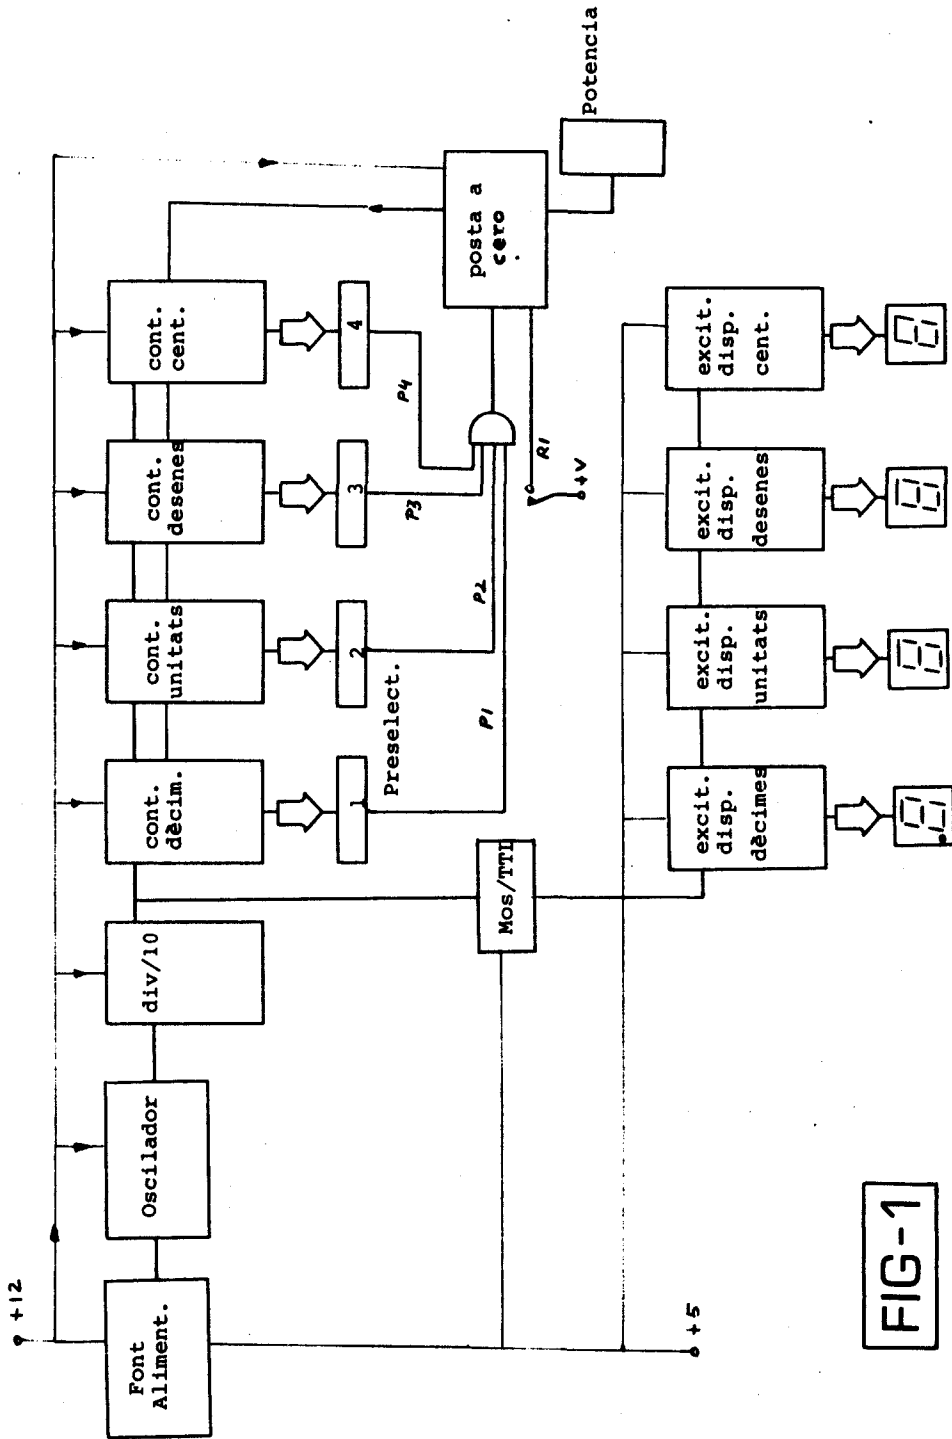 +12
Font
Aliment.
Oscilador
div/10
cont.
dècim.
cont.
unitats
cont.
desenes
cont.
cent.
1
2
3
4
Preselect.
P1
P2
P3
P4
R1
+V
posta a
cero
Potencia
Mos/TTL
+5
excit.
disp.
dècimes
excit.
disp.
unitats
excit.
disp.
desenes
excit.
disp.
cent.
FIG-1